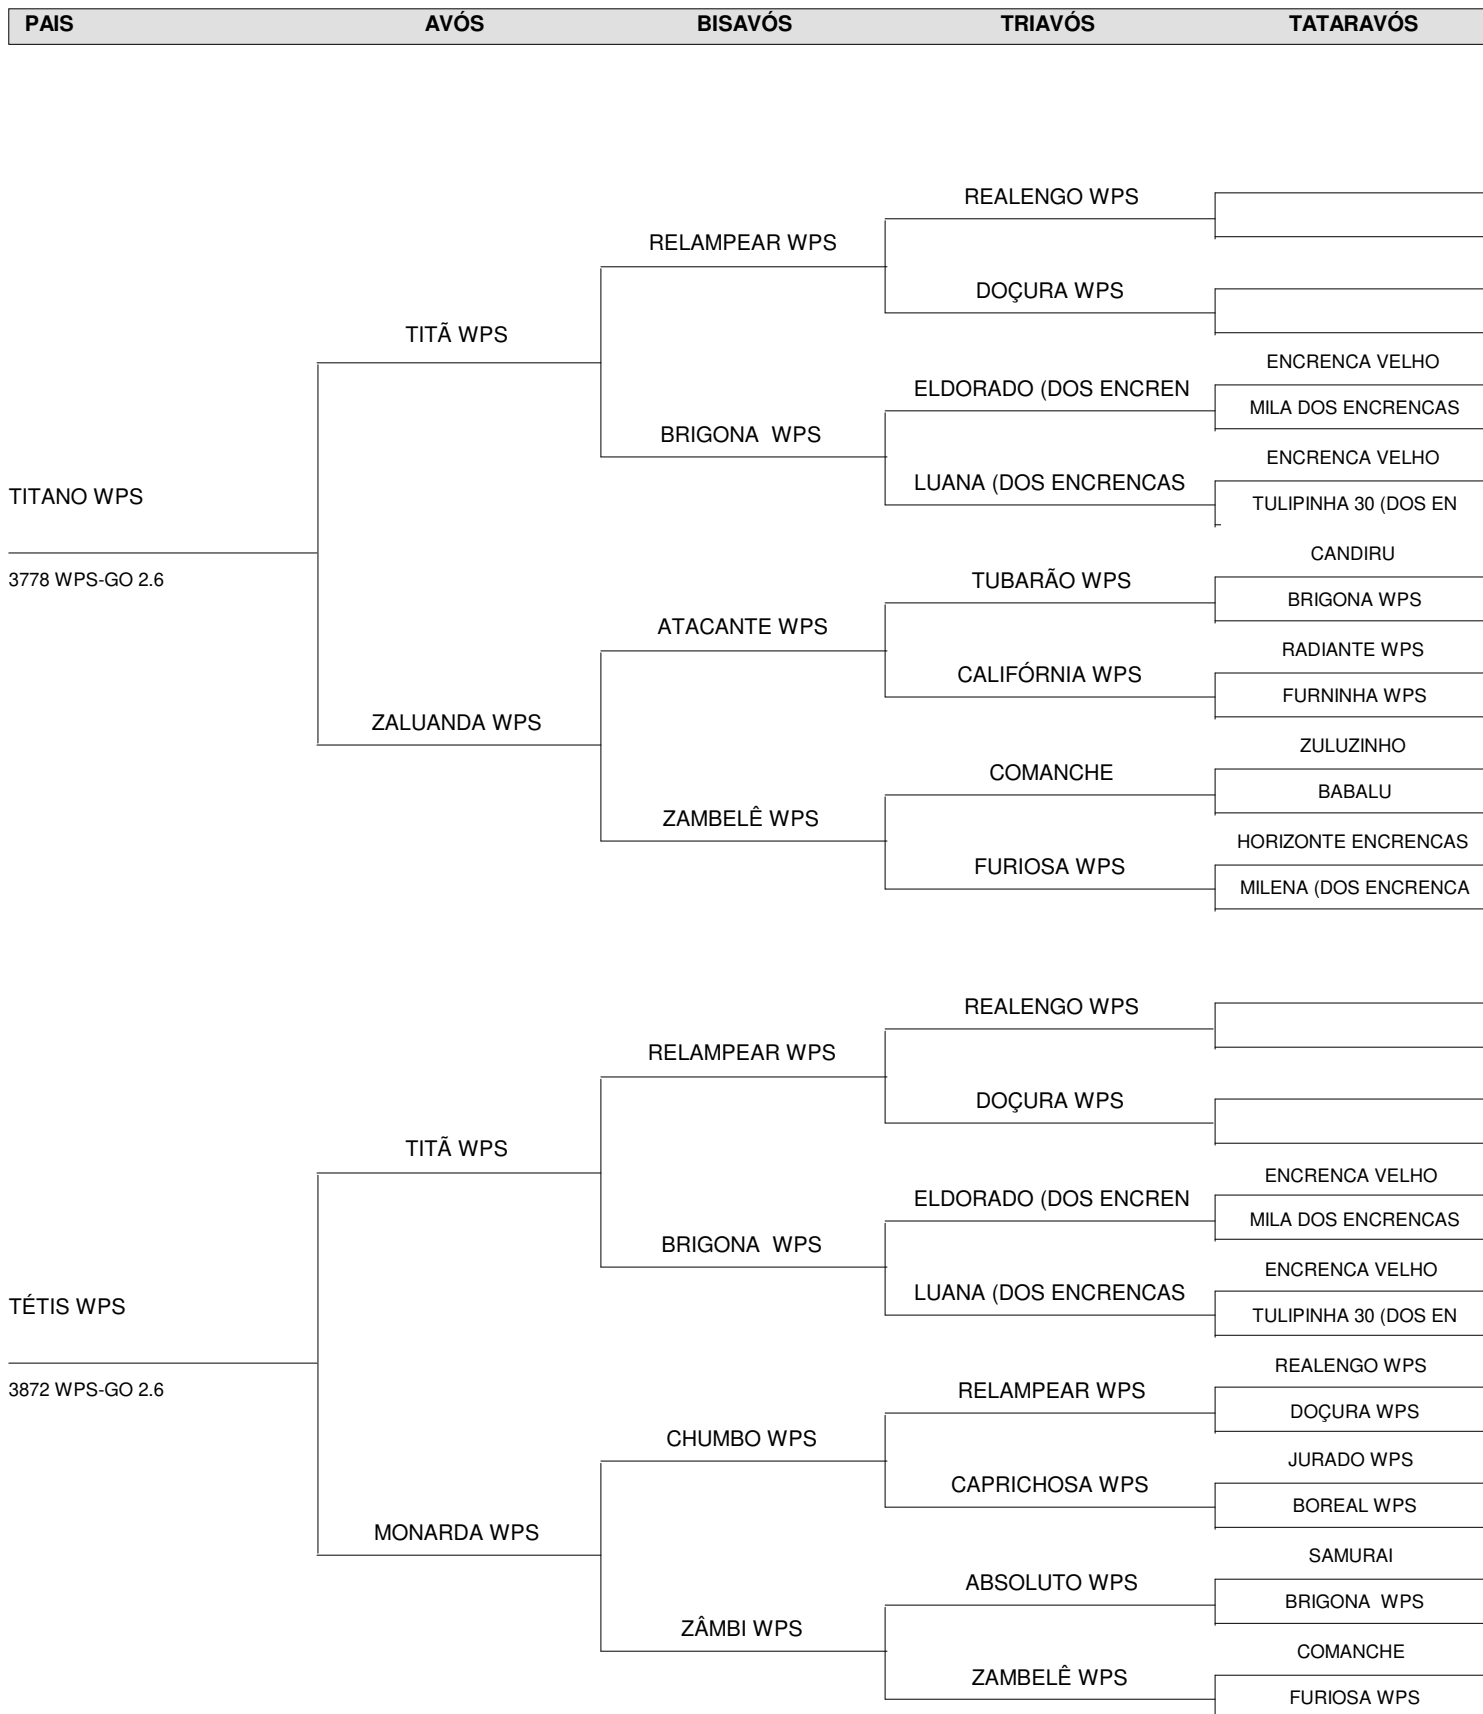 PAIS AVÓS BISAVÓS TRIAVÓS TATARAVÓS
REALENGO WPS
RELAMPEAR WPS
DOÇURA WPS
TITÃ WPS
ENCRENCA VELHO
ELDORADO (DOS ENCREN
MILA DOS ENCRENCAS
BRIGONA  WPS
ENCRENCA VELHO
LUANA (DOS ENCRENCAS
TULIPINHA 30 (DOS EN
TITANO WPS
3778 WPS-GO 2.6
CANDIRU
TUBARÃO WPS
BRIGONA WPS
ATACANTE WPS
RADIANTE WPS
CALIFÓRNIA WPS
FURNINHA WPS
ZALUANDA WPS
ZULUZINHO
COMANCHE
BABALU
ZAMBELÊ WPS
HORIZONTE ENCRENCAS
FURIOSA WPS
MILENA (DOS ENCRENCA
REALENGO WPS
RELAMPEAR WPS
DOÇURA WPS
TITÃ WPS
ENCRENCA VELHO
ELDORADO (DOS ENCREN
MILA DOS ENCRENCAS
BRIGONA  WPS
ENCRENCA VELHO
LUANA (DOS ENCRENCAS
TULIPINHA 30 (DOS EN
TÉTIS WPS
3872 WPS-GO 2.6
REALENGO WPS
RELAMPEAR WPS
DOÇURA WPS
CHUMBO WPS
JURADO WPS
CAPRICHOSA WPS
BOREAL WPS
MONARDA WPS
SAMURAI
ABSOLUTO WPS
BRIGONA  WPS
ZÂMBI WPS
COMANCHE
ZAMBELÊ WPS
FURIOSA WPS